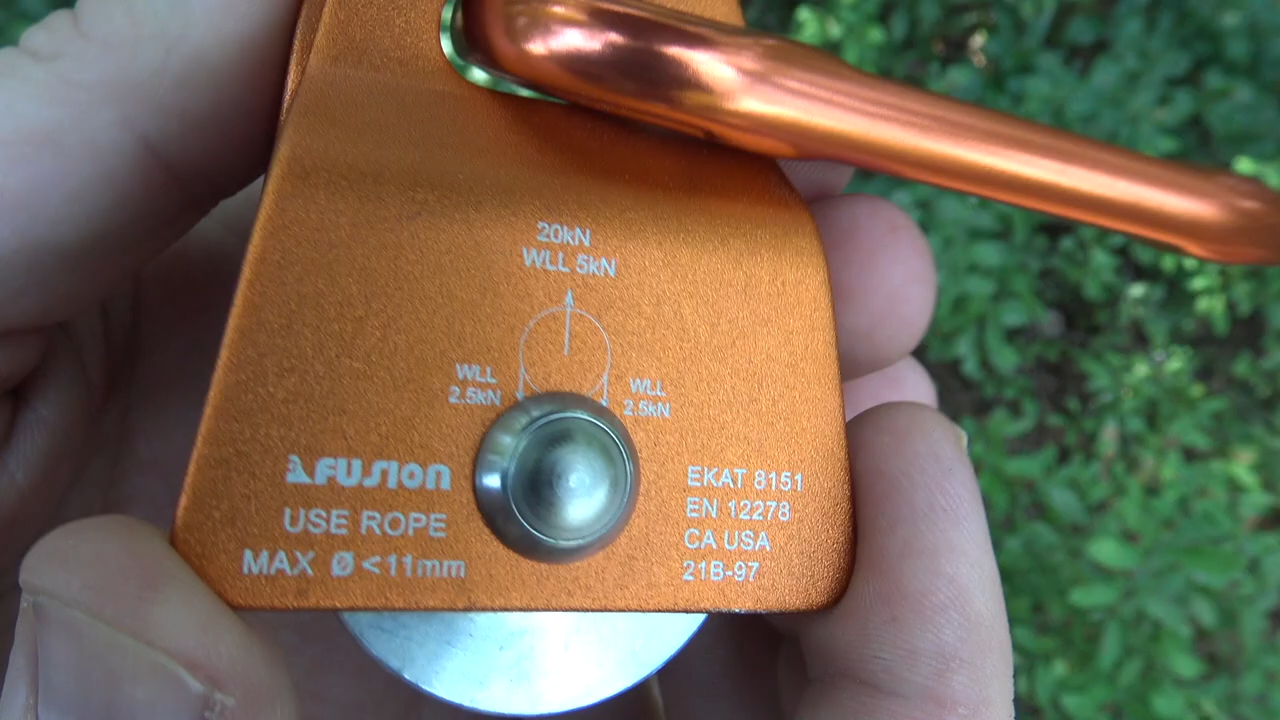 20kN
WLL 5kN
WLL
2.5kN
WLL
2.5kN
FUSION
USE ROPE
MAX Ø <11mm
EKAT 8151
EN 12278
CA USA
21B-97